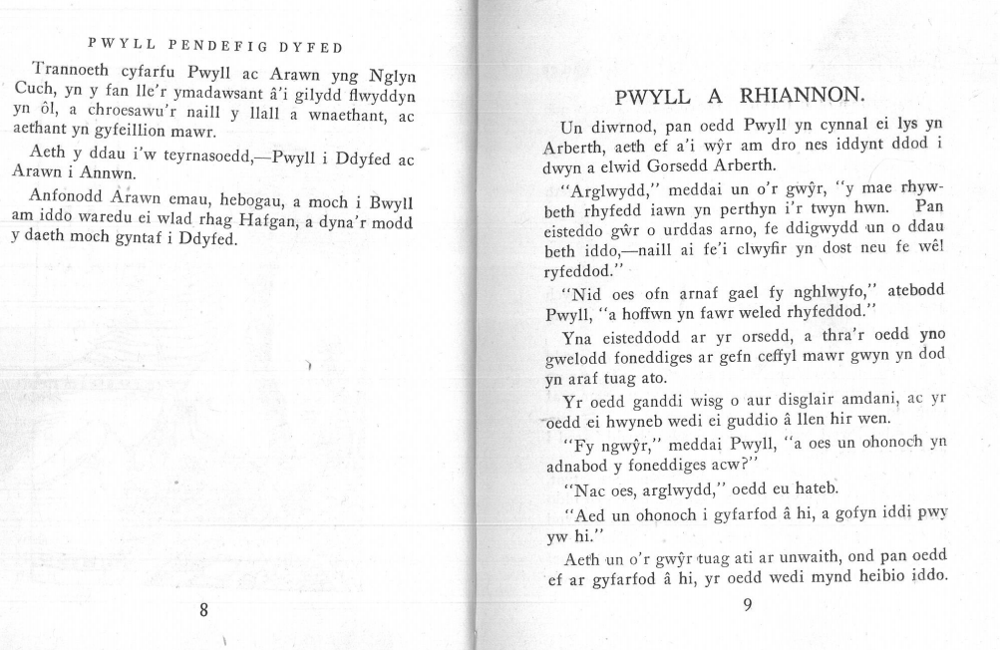 PWYLL PENDEFIG DYFED
Trannoeth cyfarfu Pwyll ac Arawn yng Nglyn
Cuch, yn y fan lle'r ymadawsant â'i gilydd flwyddyn
yn ôl, a chroesawu'r naill y llall a wnaethant, ac
aethant yn gyfeillion mawr.
Aeth y ddau i'w teyrnasoedd,—Pwyll i Ddyfed ac
Arawn i Annwn.
Anfonodd Arawn emau, hebogau, a moch i Bwyll
am iddo waredu ei wlad rhag Hafgan, a dyna'r modd
y daeth moch gyntaf i Ddyfed.
8
PWYLL A RHIANNON.
Un diwrnod, pan oedd Pwyll yn cynnal ei lys yn
Arberth, aeth ef a'i wŷr am dro nes iddynt ddod i
dwyn a elwid Gorsedd Arberth.
"Arglwydd," meddai un o'r gwŷr, "y mae rhyw-
beth rhyfedd iawn yn perthyn i'r twyn hwn. Pan
eisteddo gŵr o urddas arno, fe ddigwydd un o ddau
beth iddo,—naill ai fe'i clwyfir yn dost neu fe wêl
ryfeddod."
"Nid oes ofn arnaf gael fy nghlwyfo," atebodd
Pwyll, "a hoffwn yn fawr weled rhyfeddod."
Yna eisteddodd ar yr orsedd, a thra'r oedd yno
gwelodd foneddiges ar gefn ceffyl mawr gwyn yn dod
yn araf tuag ato.
Yr oedd ganddi wisg o aur disglair amdani, ac yr
oedd ei hwyneb wedi ei guddio â llen hir wen.
"Fy ngwŷr," meddai Pwyll, "a oes un ohonoch yn
adnabod y foneddiges acw?"
"Nac oes, arglwydd," oedd eu hateb.
"Aed un ohonoch i gyfarfod â hi, a gofyn iddi pwy
yw hi."
Aeth un o'r gwŷr tuag ati ar unwaith, ond pan oedd
ef ar gyfarfod â hi, yr oedd wedi mynd heibio iddo.
9